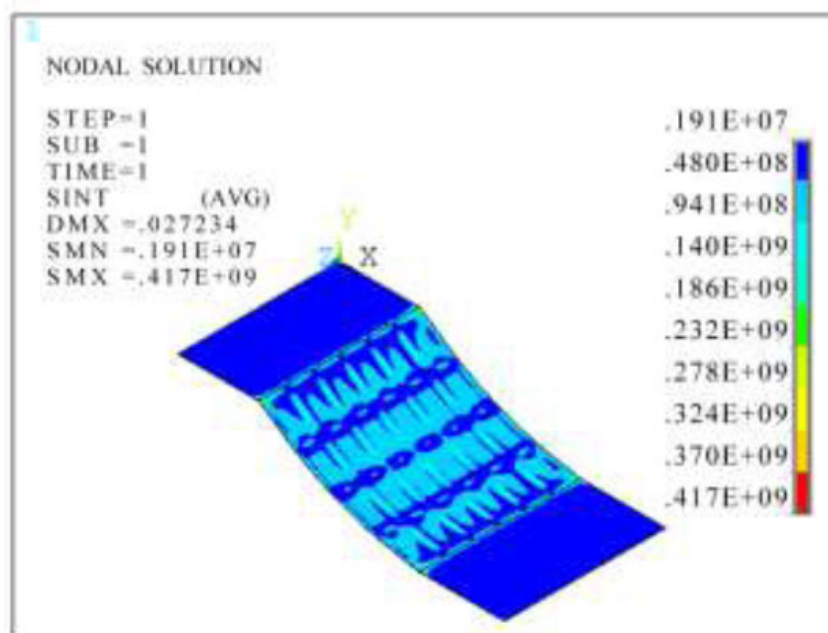 1
NODAL SOLUTION
STEP=1
SUB =1
TIME=1
SINT (AVG)
DMX =.027234
SMN =.191E+07
SMX =.417E+09
Y
Z X
.191E+07
.480E+08
.941E+08
.140E+09
.186E+09
.232E+09
.278E+09
.324E+09
.370E+09
.417E+09